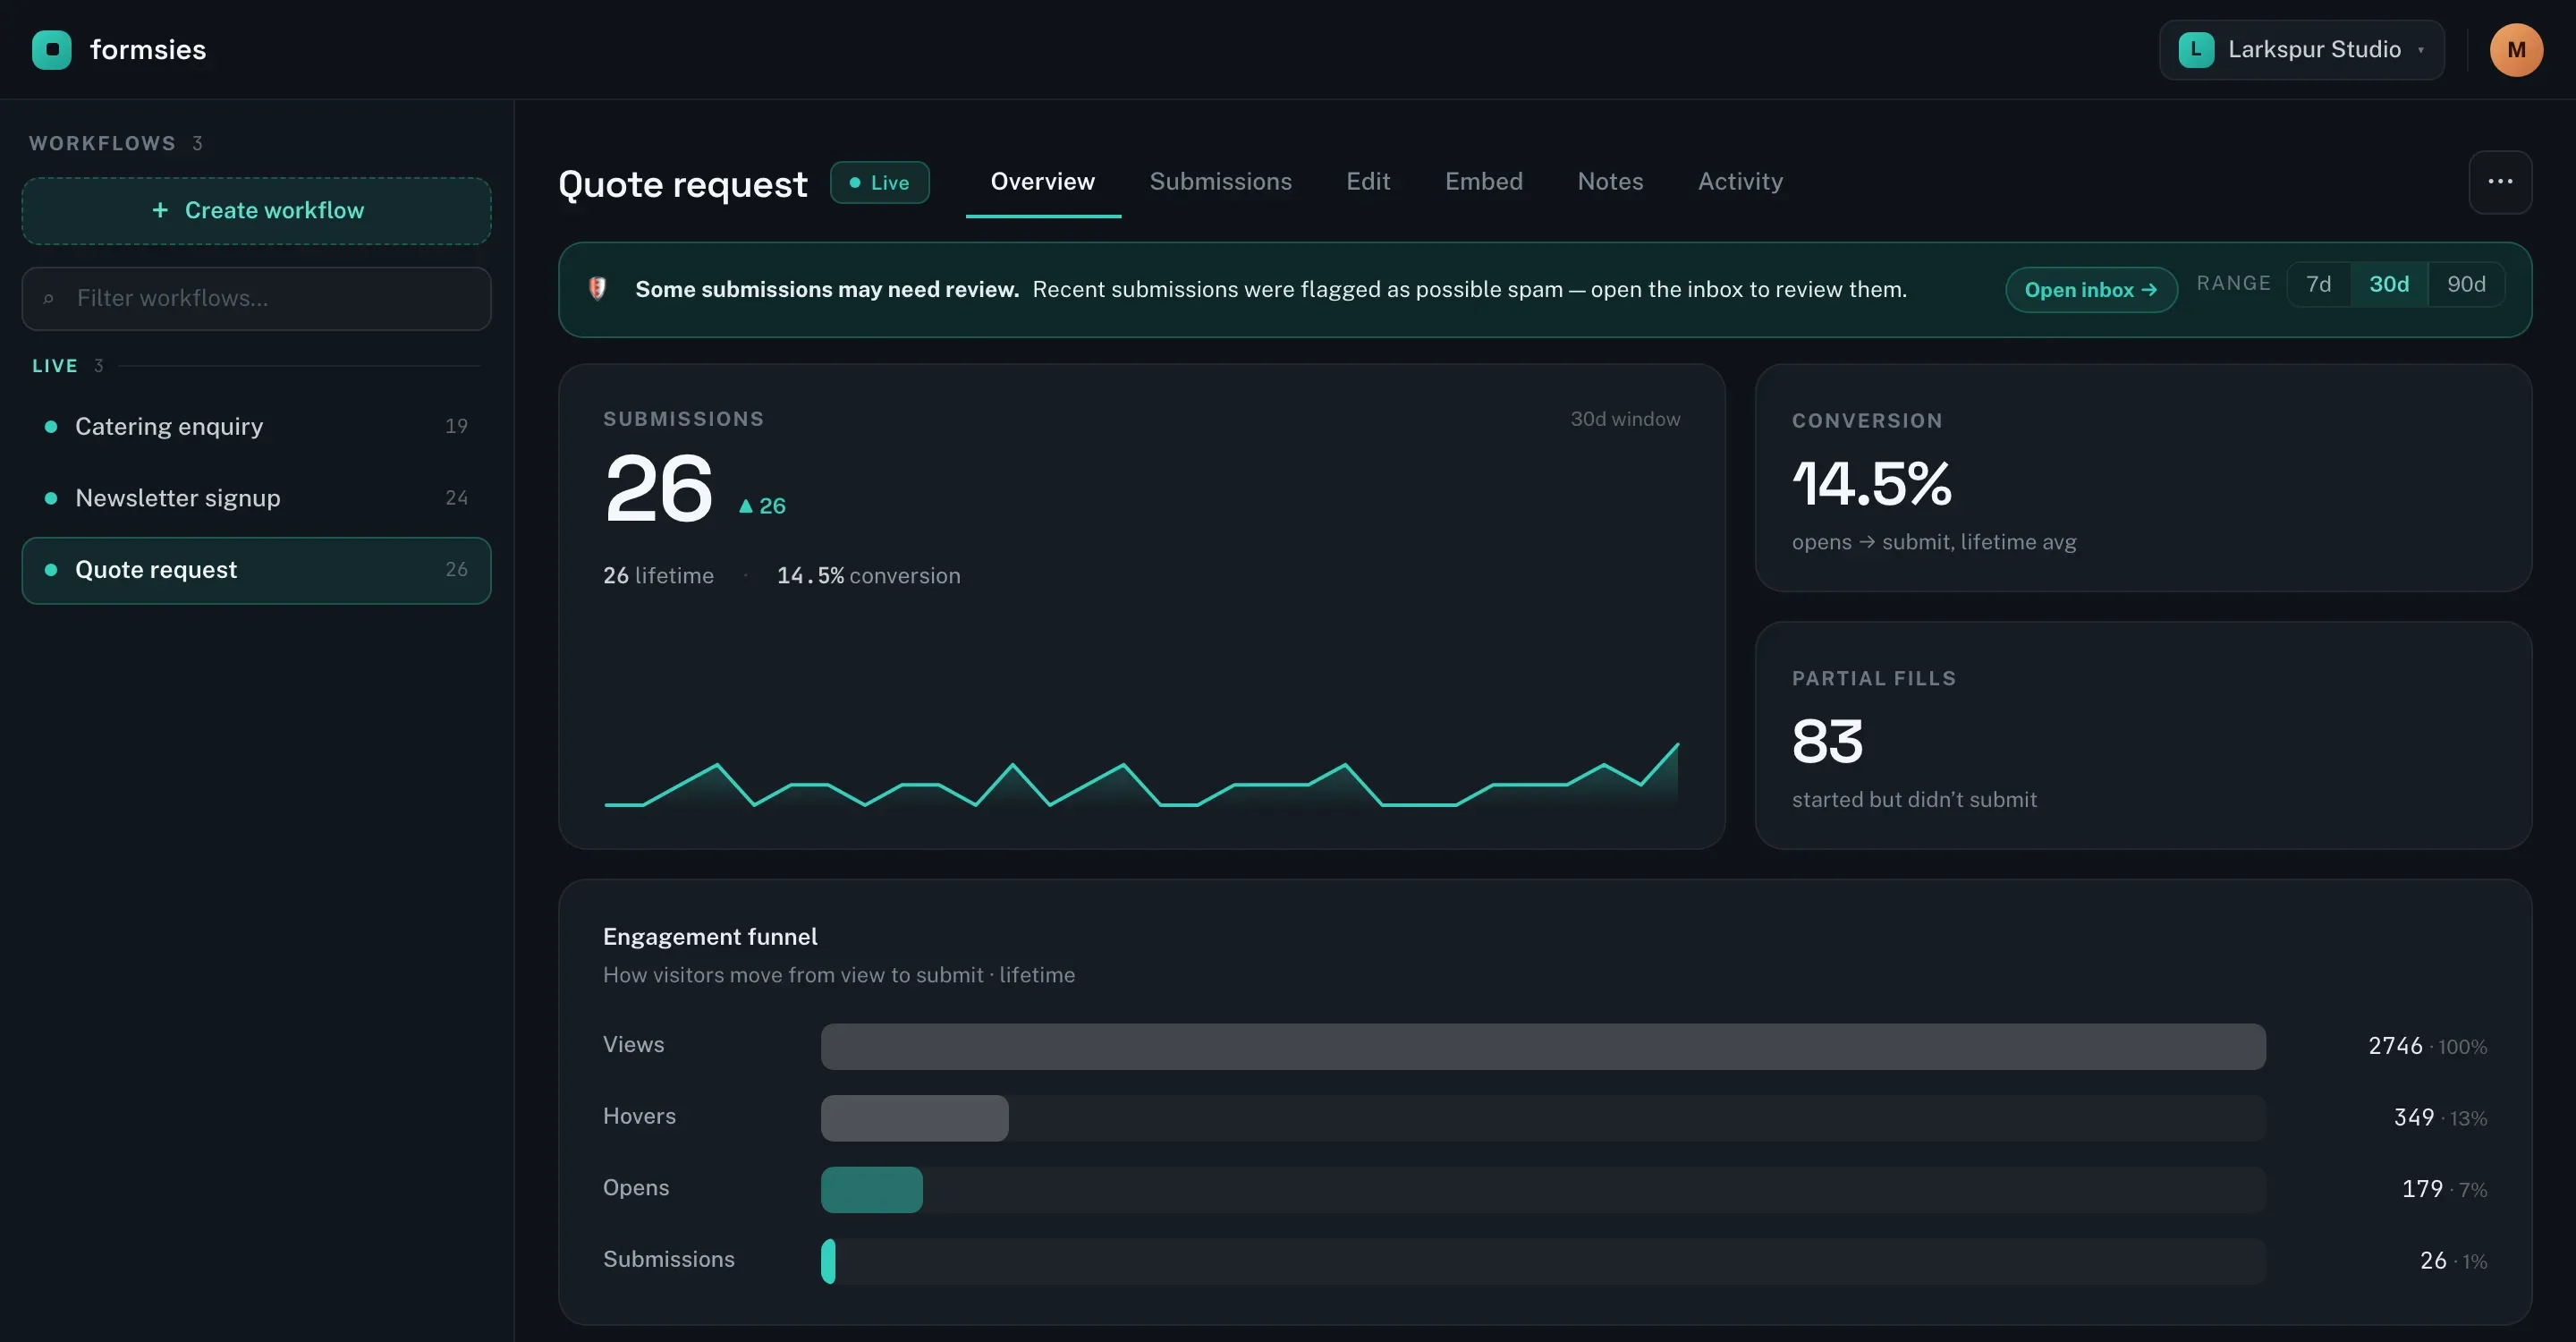 formsies
L Larkspur Studio ▾
M
WORKFLOWS 3
+ Create workflow
Filter workflows...
LIVE 3
Catering enquiry 19
Newsletter signup 24
Quote request 26
Quote request
Live
Overview Submissions Edit Embed Notes Activity
Some submissions may need review. Recent submissions were flagged as possible spam — open the inbox to review them.
Open inbox →
RANGE 7d 30d 90d
SUBMISSIONS 30d window
26 ▲ 26
26 lifetime · 14.5% conversion
CONVERSION
14.5%
opens → submit, lifetime avg
PARTIAL FILLS
83
started but didn’t submit
Engagement funnel
How visitors move from view to submit · lifetime
Views 2746 · 100%
Hovers 349 · 13%
Opens 179 · 7%
Submissions 26 · 1%